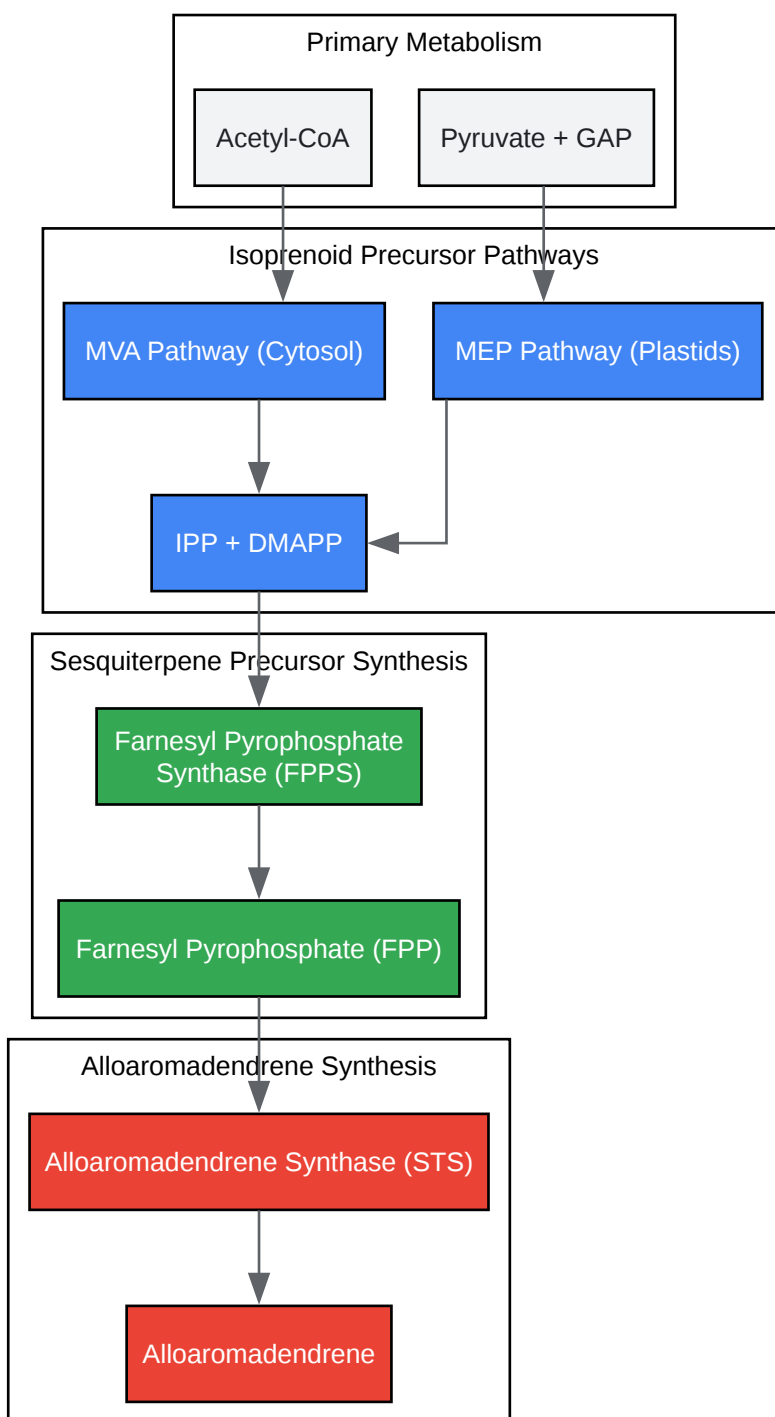 Primary Metabolism
Acetyl-CoA
Pyruvate + GAP
Isoprenoid Precursor Pathways
MVA Pathway (Cytosol)
MEP Pathway (Plastids)
IPP + DMAPP
Sesquiterpene Precursor Synthesis
Farnesyl Pyrophosphate
Synthase (FPPS)
Farnesyl Pyrophosphate (FPP)
Alloaromadendrene Synthesis
Alloaromadendrene Synthase (STS)
Alloaromadendrene